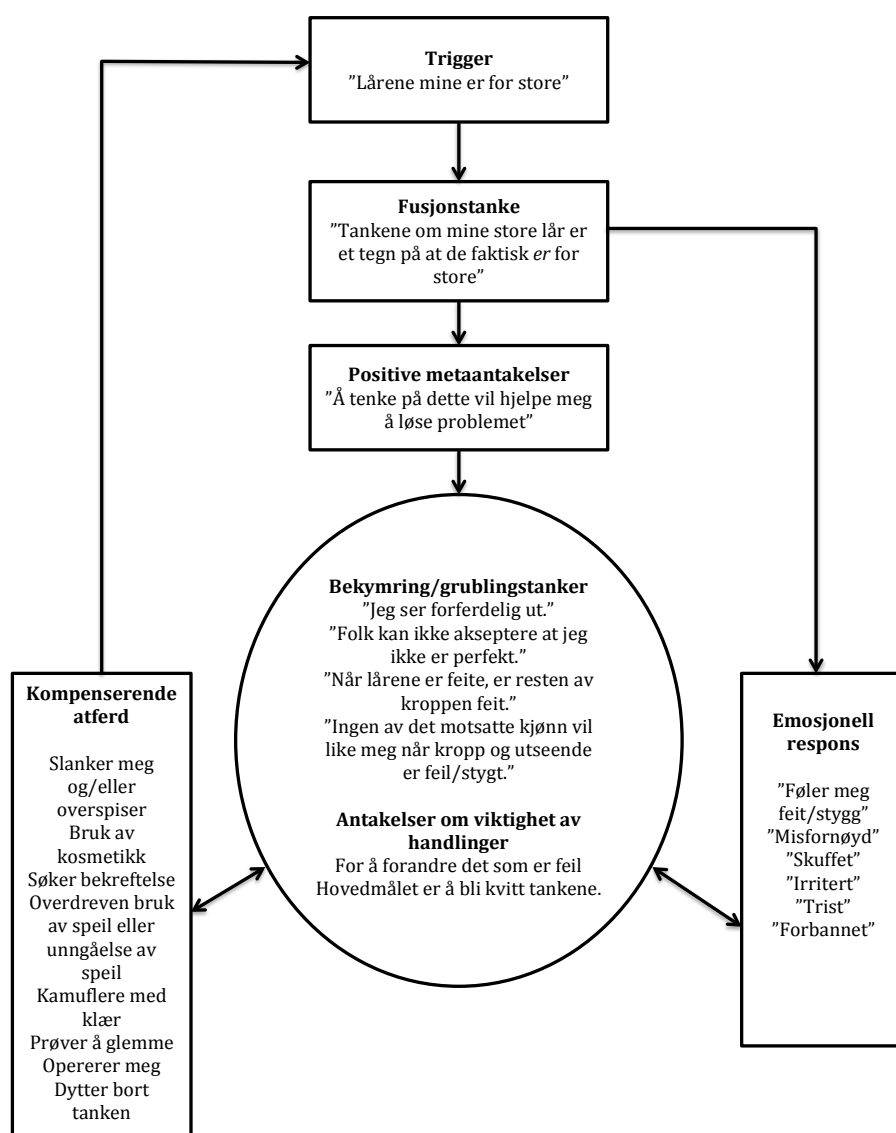 Trigger
”Lårene mine er for store”
Fusjonstanke
”Tankene om mine store lår er
et tegn på at de faktisk er for
store”
Positive metaantakelser
”Å tenke på dette vil hjelpe meg
å løse problemet”
Bekymring/grublingstanker
”Jeg ser forferdelig ut.”
”Folk kan ikke akseptere at jeg
ikke er perfekt.”
”Når lårene er feite, er resten av
kroppen feit.”
”Ingen av det motsatte kjønn vil
like meg når kropp og utseende
er feil/stygt.”
Antakelser om viktighet av
handlinger
For å forandre det som er feil
Hovedmålet er å bli kvitt tankene.
Kompenserende
atferd
Slanker meg
og/eller
overspiser
Bruk av
kosmetikk
Søker bekreftelse
Overdreven bruk
av speil eller
unngåelse av
speil
Kamuflere med
klær
Prøver å glemme
Opererer meg
Dytter bort
tanken
Emosjonell
respons
”Føler meg
feit/stygg”
”Misfornøyd”
”Skuffet”
”Irritert”
”Trist”
”Forbannet”